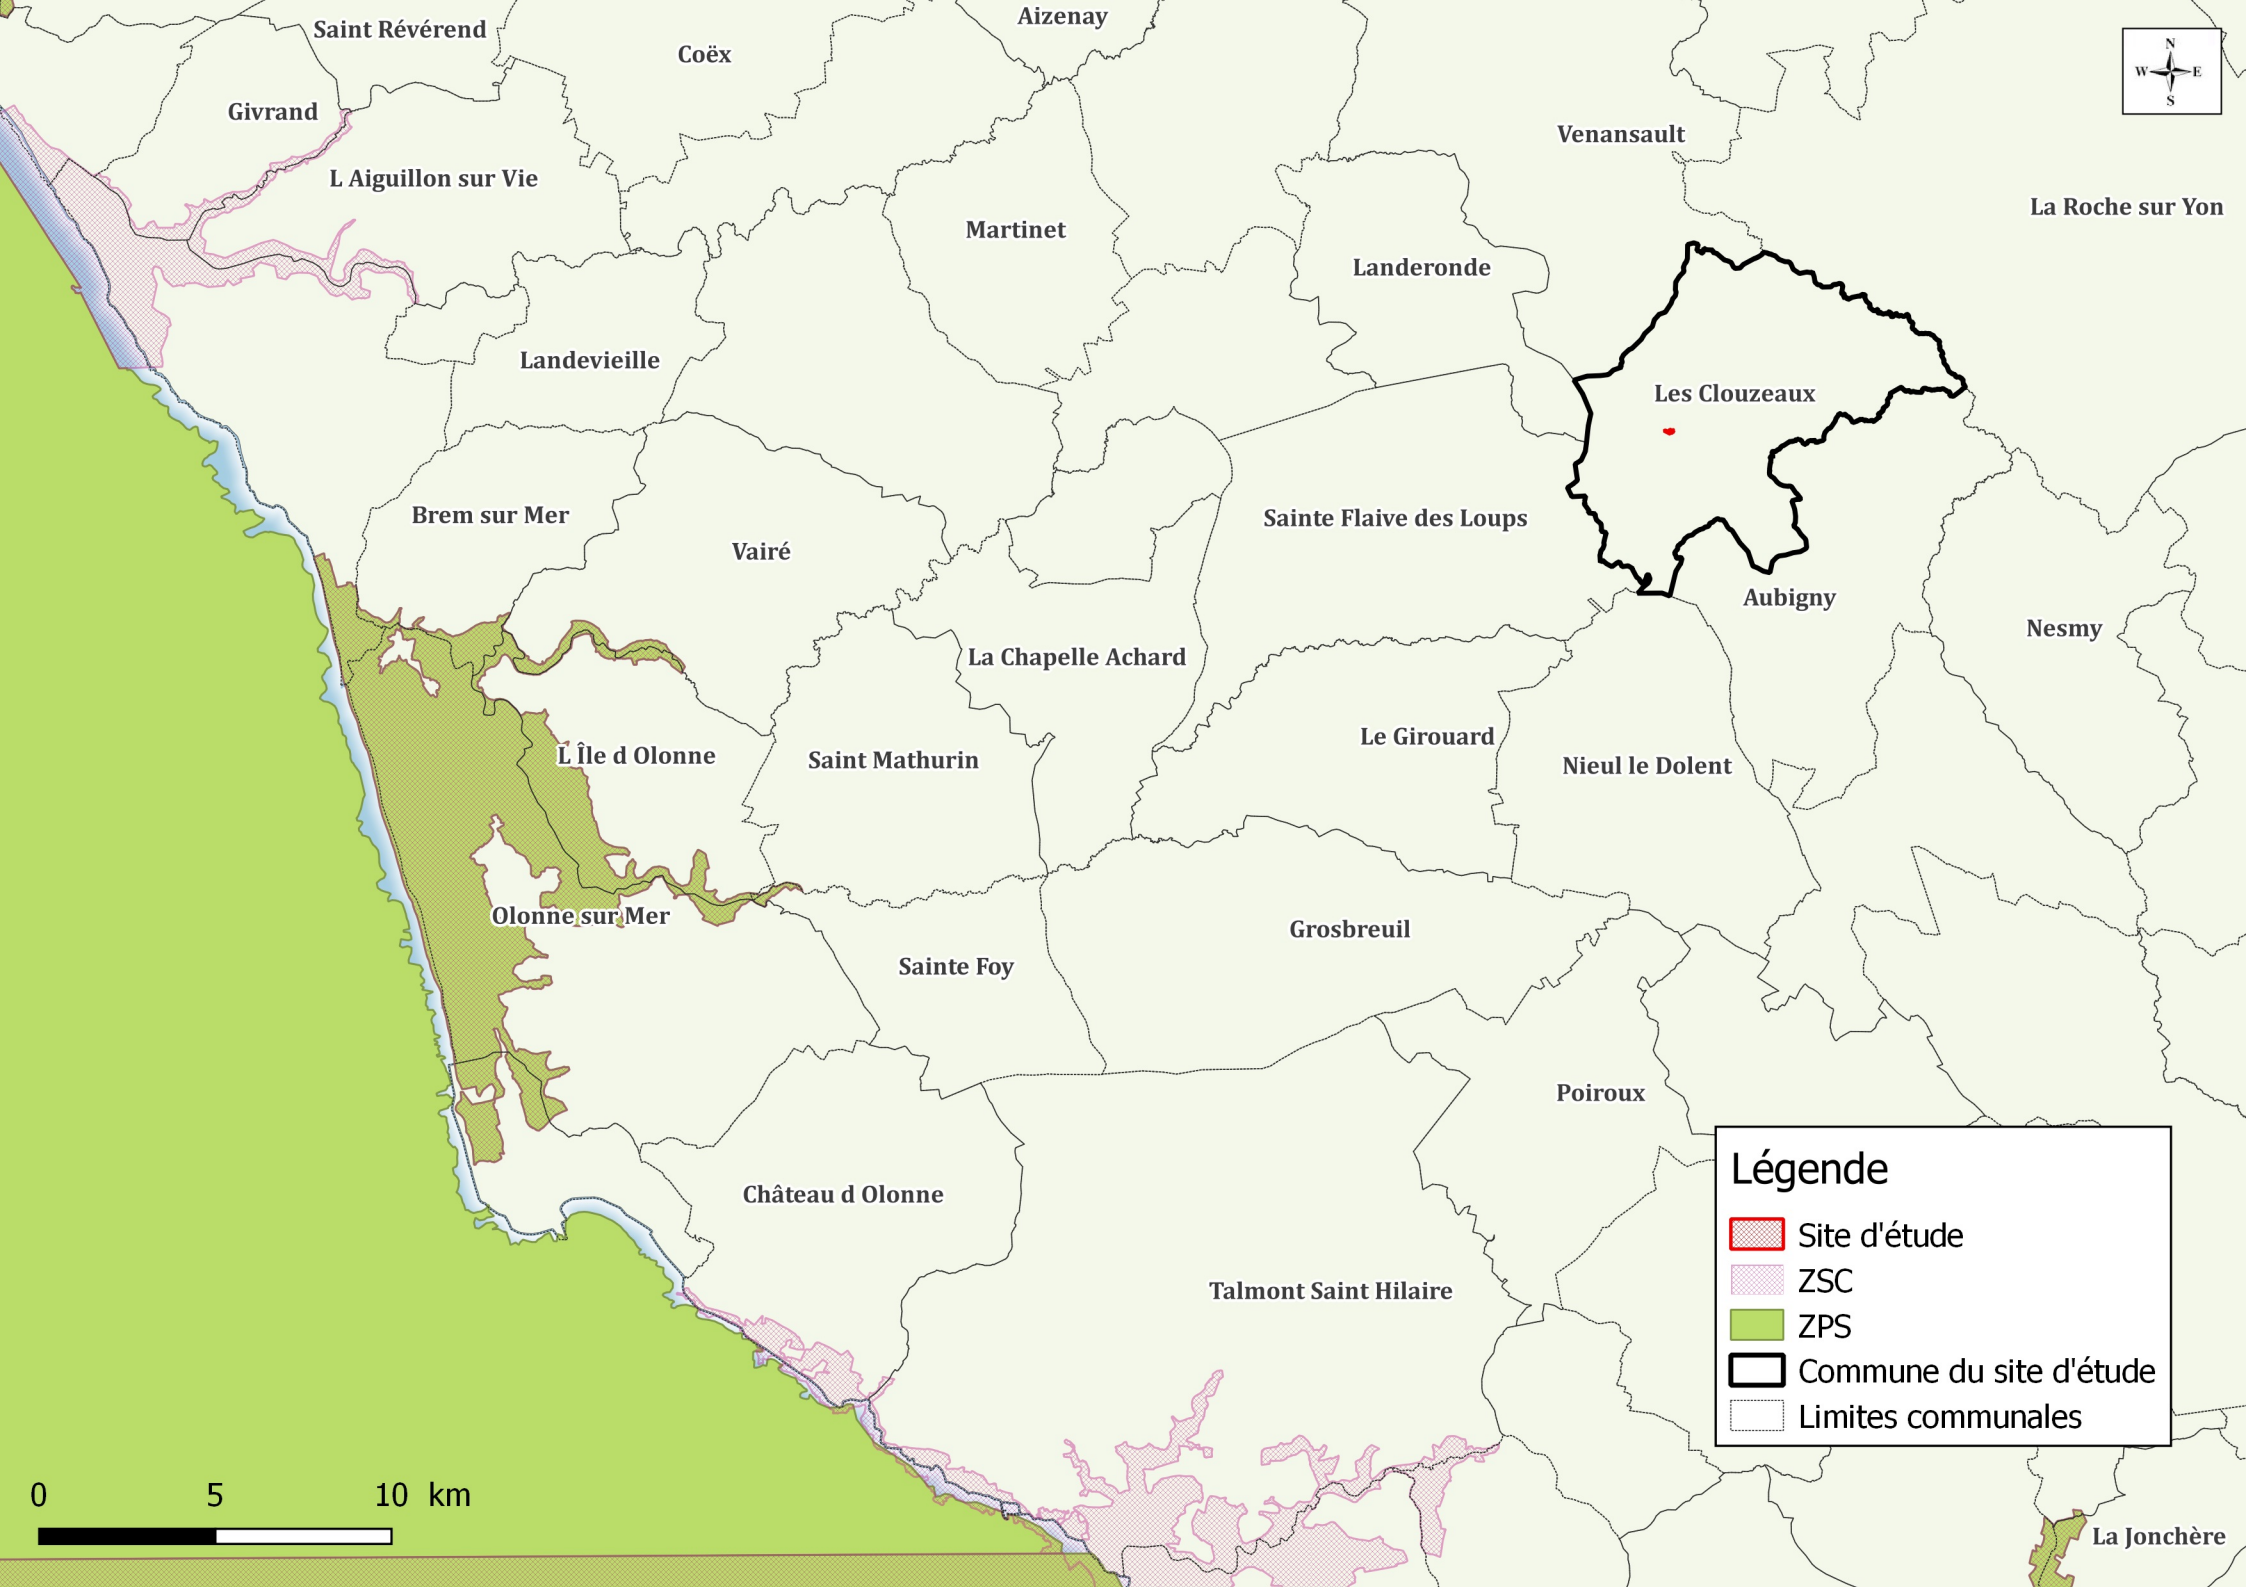 Aizenay
Saint Révérend
Coëx
N
W E
S
Givrand
Venansault
L Aiguillon sur Vie
La Roche sur Yon
Martinet
Landeronde
Landevieille
Les Clouzeaux
Brem sur Mer
Sainte Flaive des Loups
Vairé
Aubigny
Nesmy
La Chapelle Achard
Le Girouard
L Île d Olonne
Saint Mathurin
Nieul le Dolent
Olonne sur Mer
Grosbreuil
Sainte Foy
Poiroux
Château d Olonne
Talmont Saint Hilaire
Légende
Site d'étude
ZSC
ZPS
Commune du site d'étude
Limites communales
0 5 10 km
La Jonchère